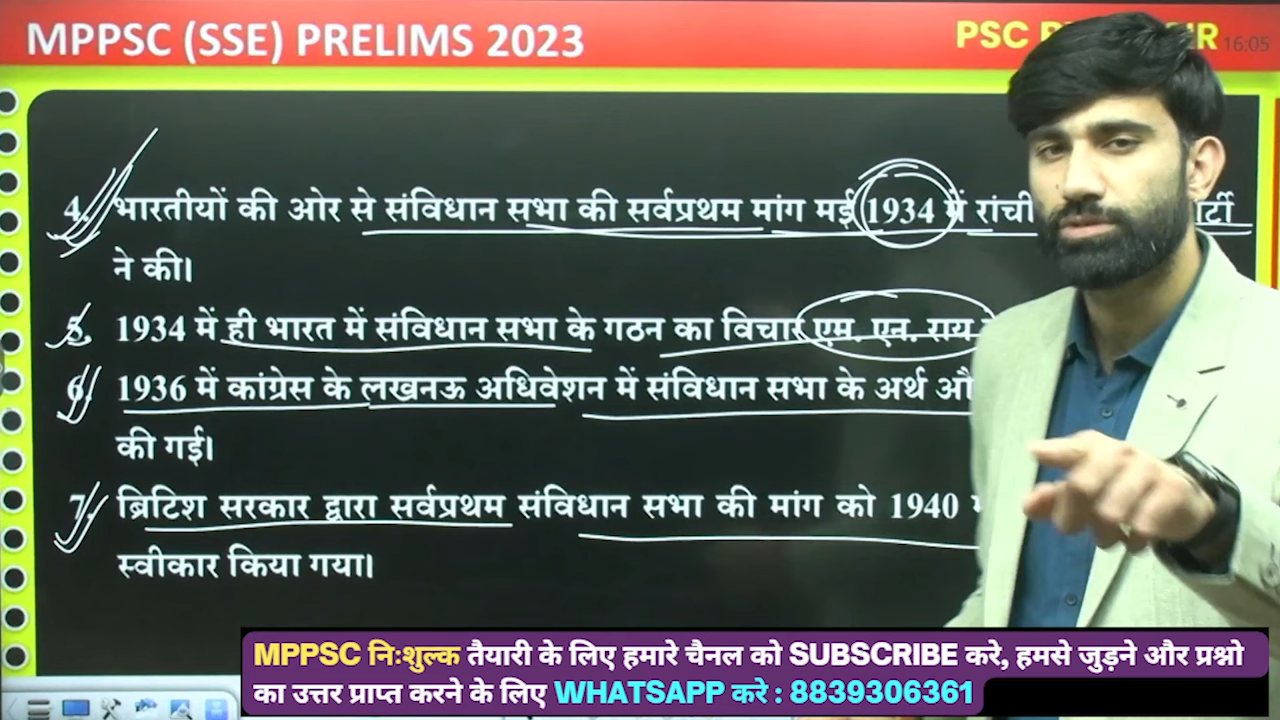 MPPSC (SSE) PRELIMS 2023
PSC
16:05
4. भारतीयों की ओर से संविधान सभा की सर्वप्रथम मांग मई 1934 में रांची
ने की।
5. 1934 में ही भारत में संविधान सभा के गठन का विचार एम. एन. राय
6. 1936 में कांग्रेस के लखनऊ अधिवेशन में संविधान सभा के अर्थ
की गई।
7. ब्रिटिश सरकार द्वारा सर्वप्रथम संविधान सभा की मांग को 1940
स्वीकार किया गया।
MPPSC निःशुल्क तैयारी के लिए हमारे चैनल को SUBSCRIBE करे, हमसे जुड़ने और प्रश्नो
का उत्तर प्राप्त करने के लिए WHATSAPP करे : 8839306361